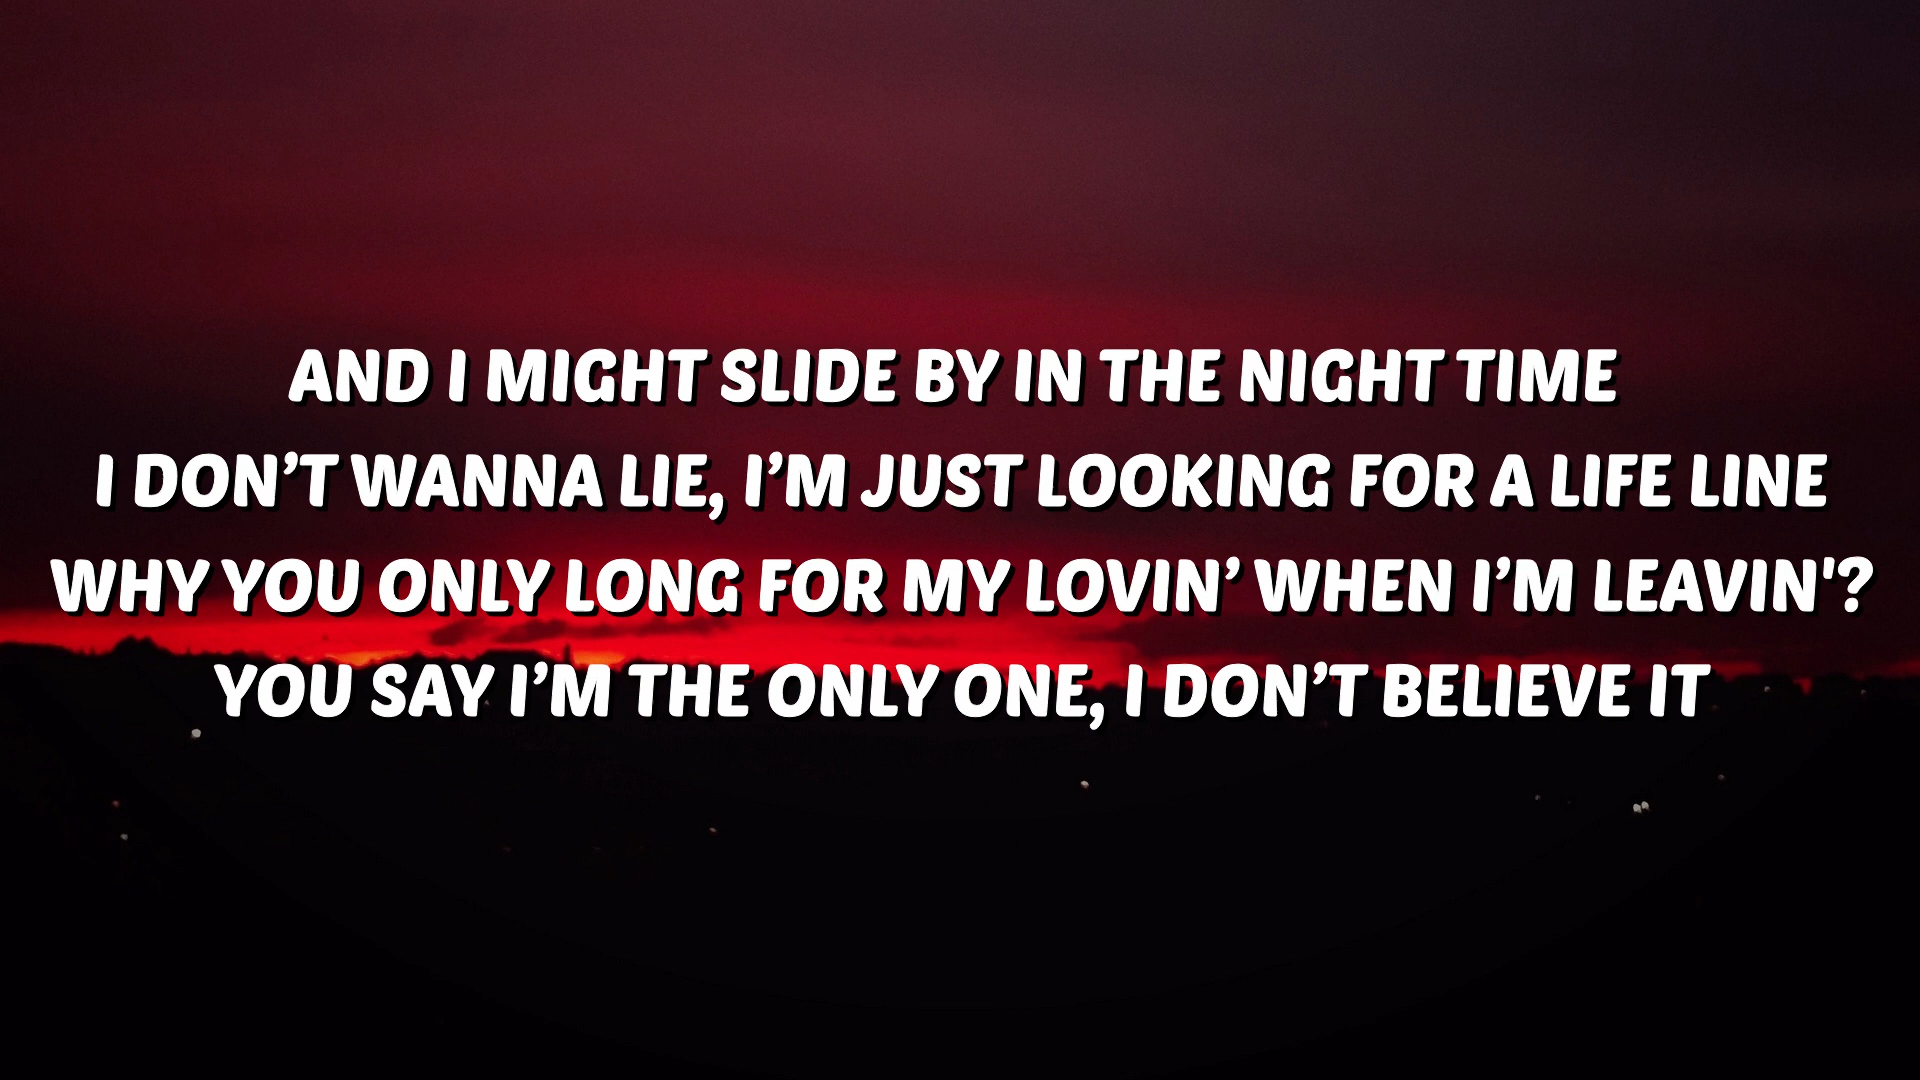 AND I MIGHT SLIDE BY IN THE NIGHT TIME
I DON’T WANNA LIE, I’M JUST LOOKING FOR A LIFE LINE
WHY YOU ONLY LONG FOR MY LOVIN’ WHEN I’M LEAVIN'?
YOU SAY I’M THE ONLY ONE, I DON’T BELIEVE IT